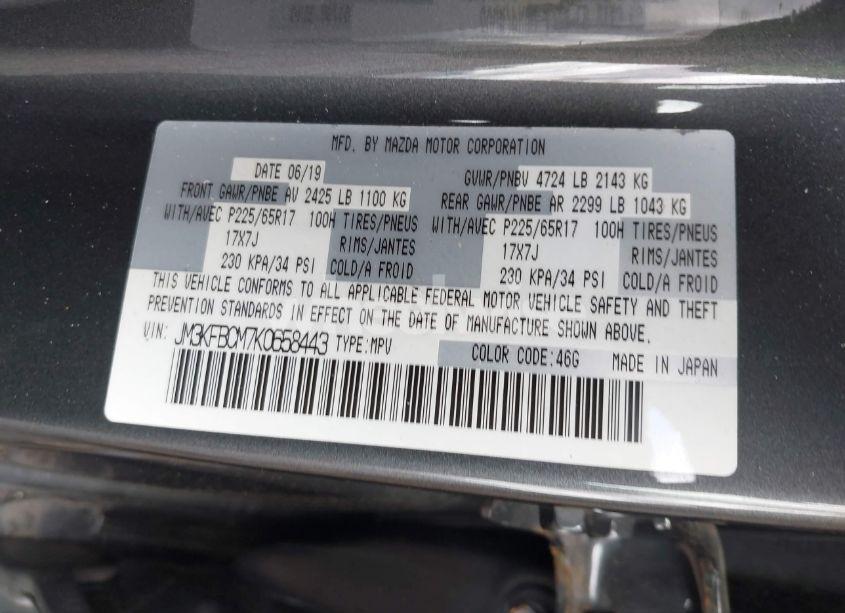 MFD. BY MAZDA MOTOR CORPORATION
DATE 06/19 GVWR/PNBV 4724 LB 2143 KG
FRONT GAWR/PNBE AV 2425 LB 1100 KG REAR GAWR/PNBE AR 2299 LB 1043 KG
WITH/AVEC P225/65R17 100H TIRES/PNEUS WITH/AVEC P225/65R17 100H TIRES/PNEUS
17X7J RIMS/JANTES 17X7J RIMS/JANTES
230 KPA/34 PSI COLD/A FROID 230 KPA/34 PSI COLD/A FROID
THIS VEHICLE CONFORMS TO ALL APPLICABLE FEDERAL MOTOR VEHICLE SAFETY AND THEFT
PREVENTION STANDARDS IN EFFECT ON THE DATE OF MANUFACTURE SHOWN ABOVE.
VIN: JM3KFBCM7K0658443 TYPE:MPV COLOR CODE:46G MADE IN JAPAN